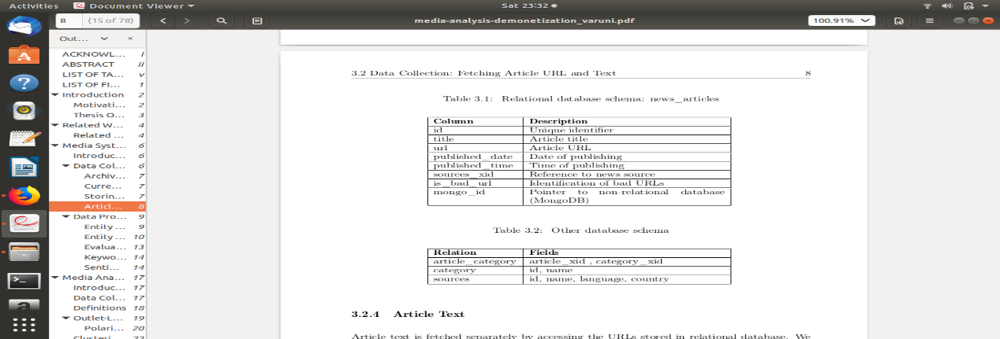 Activities Document Viewer Sat 23:32
8 (15 of 78) media-analysis-demonetization_varuni.pdf 100.91%
Out...
ACKNOWL... i
ABSTRACT ii
LIST OF TA... v
LIST OF FI... 1
Introduction 2
Motivati... 2
Thesis O... 3
Related W... 4
Related ... 4
Media Syst... 6
Introduc... 6
Data Col... 6
Archiv... 7
Curre... 7
Storin... 7
Articl... 8
Data Pro... 9
Entity ... 9
Entity ... 10
Evalua... 13
Keywo... 14
Senti... 14
Media Ana... 17
Introduc... 17
Data Col... 17
Definitions 18
Outlet-L... 19
Polari... 20
Clusteri... 22
3.2 Data Collection: Fetching Article URL and Text 8
Table 3.1: Relational database schema: news_articles
Column Description
id Unique identifier
title Article title
url Article URL
published_date Date of publishing
published_time Time of publishing
sources_xid Reference to news source
is_bad_url Identification of bad URLs
mongo_id Pointer to non-relational database
(MongoDB)
Table 3.2: Other database schema
Relation Fields
article_category article_xid , category_xid
category id, name
sources id, name, language, country
3.2.4 Article Text
Article text is fetched separately by accessing the URLs stored in relational database. We